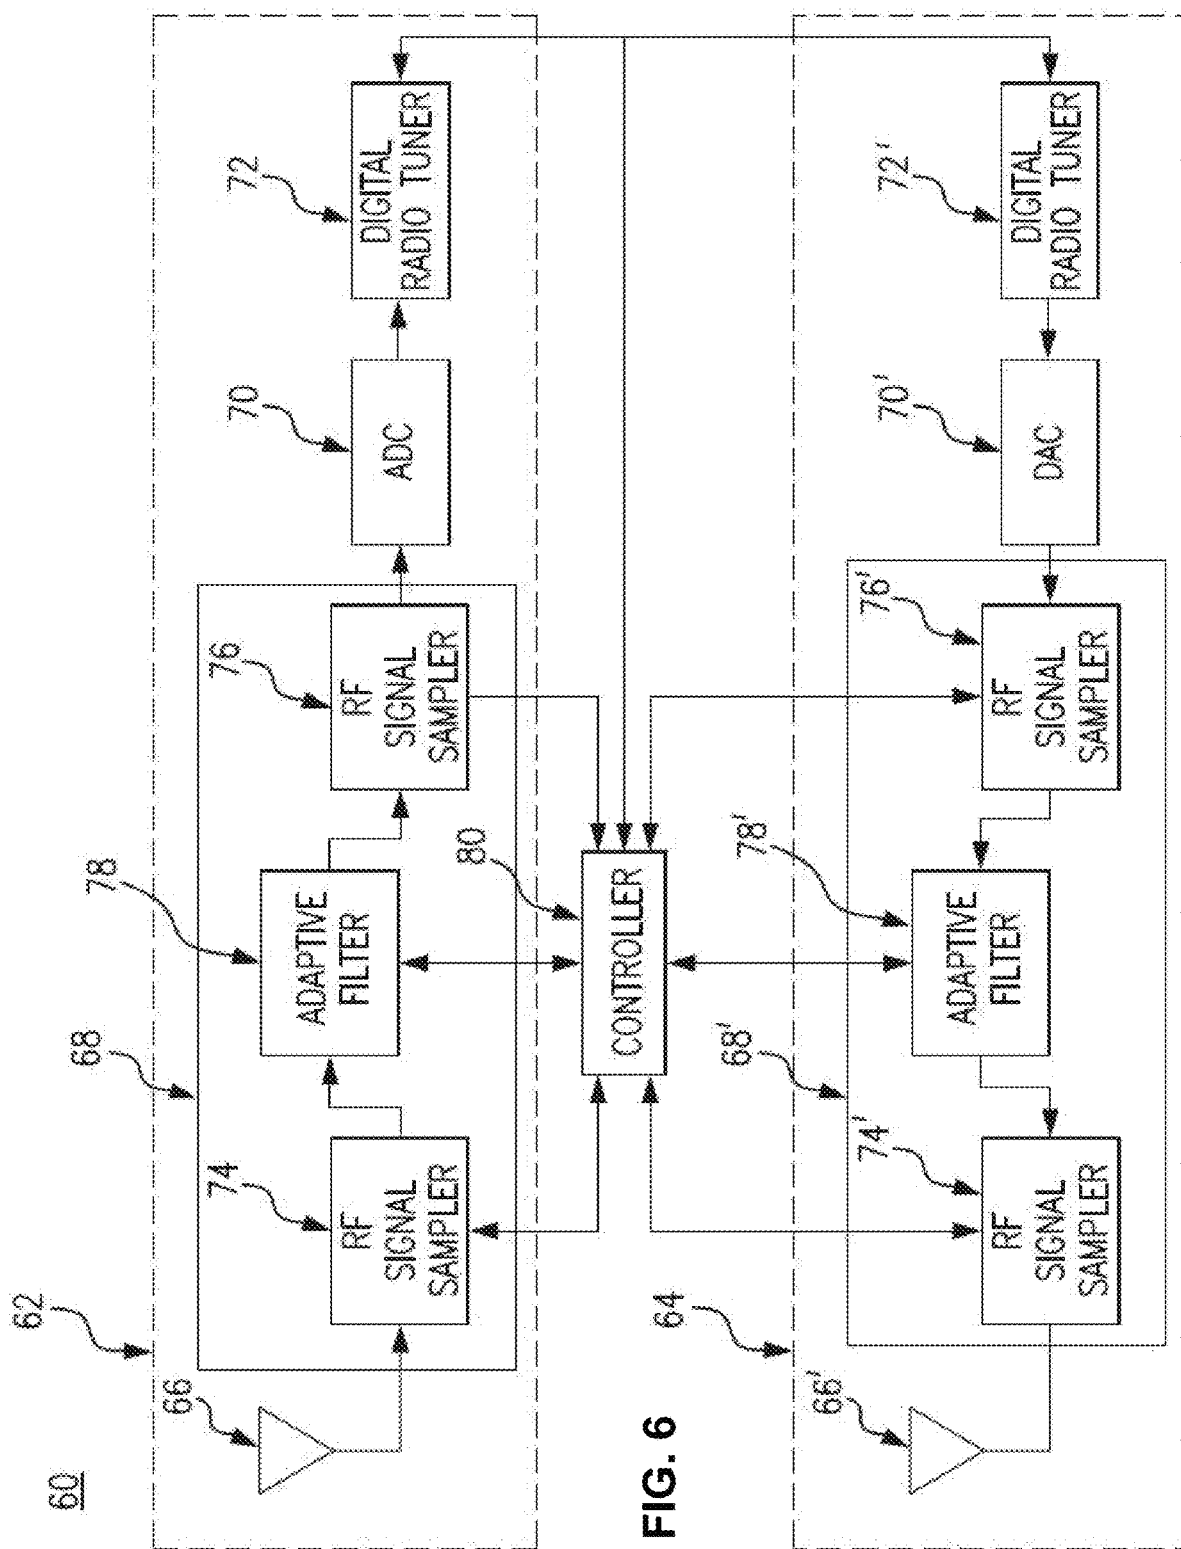 60
62
66
68
74
RF
SIGNAL
SAMPLER
78
ADAPTIVE
FILTER
76
RF
SIGNAL
SAMPLER
70
ADC
72
DIGITAL
RADIO TUNER
80
CONTROLLER
64
66'
68'
74'
RF
SIGNAL
SAMPLER
78'
ADAPTIVE
FILTER
76'
RF
SIGNAL
SAMPLER
70'
DAC
72'
DIGITAL
RADIO TUNER
FIG. 6